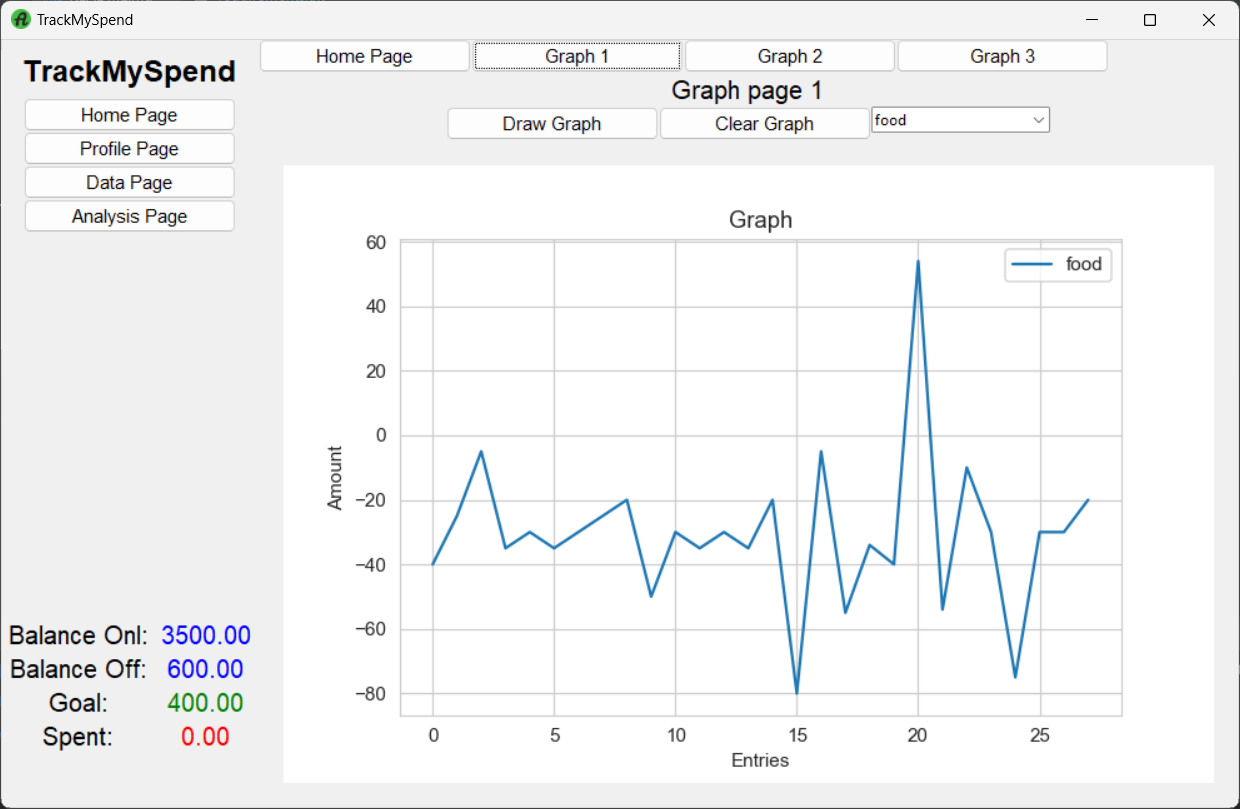 TrackMySpend
TrackMySpend
Home Page
Profile Page
Data Page
Analysis Page
Balance Onl: 3500.00
Balance Off: 600.00
Goal: 400.00
Spent: 0.00
Home Page Graph 1 Graph 2 Graph 3
Graph page 1
Draw Graph Clear Graph food
Graph
food
Amount
60
40
20
0
−20
−40
−60
−80
0 5 10 15 20 25
Entries